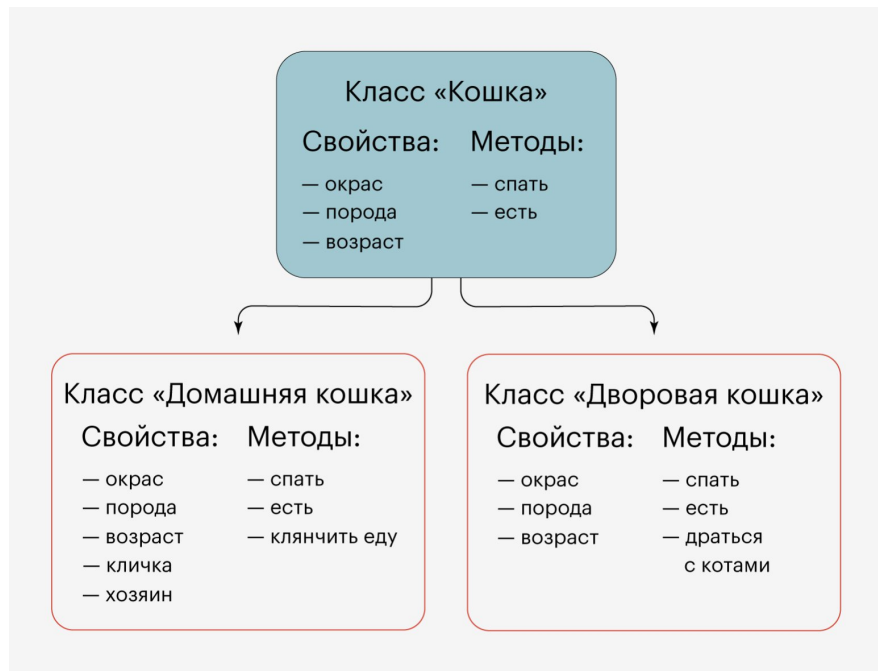 Класс «Кошка»
Свойства:
— окрас
— порода
— возраст
Методы:
— спать
— есть
Класс «Домашняя кошка»
Свойства:
— окрас
— порода
— возраст
— кличка
— хозяин
Методы:
— спать
— есть
— клянчить еду
Класс «Дворовая кошка»
Свойства:
— окрас
— порода
— возраст
Методы:
— спать
— есть
— драться
с котами